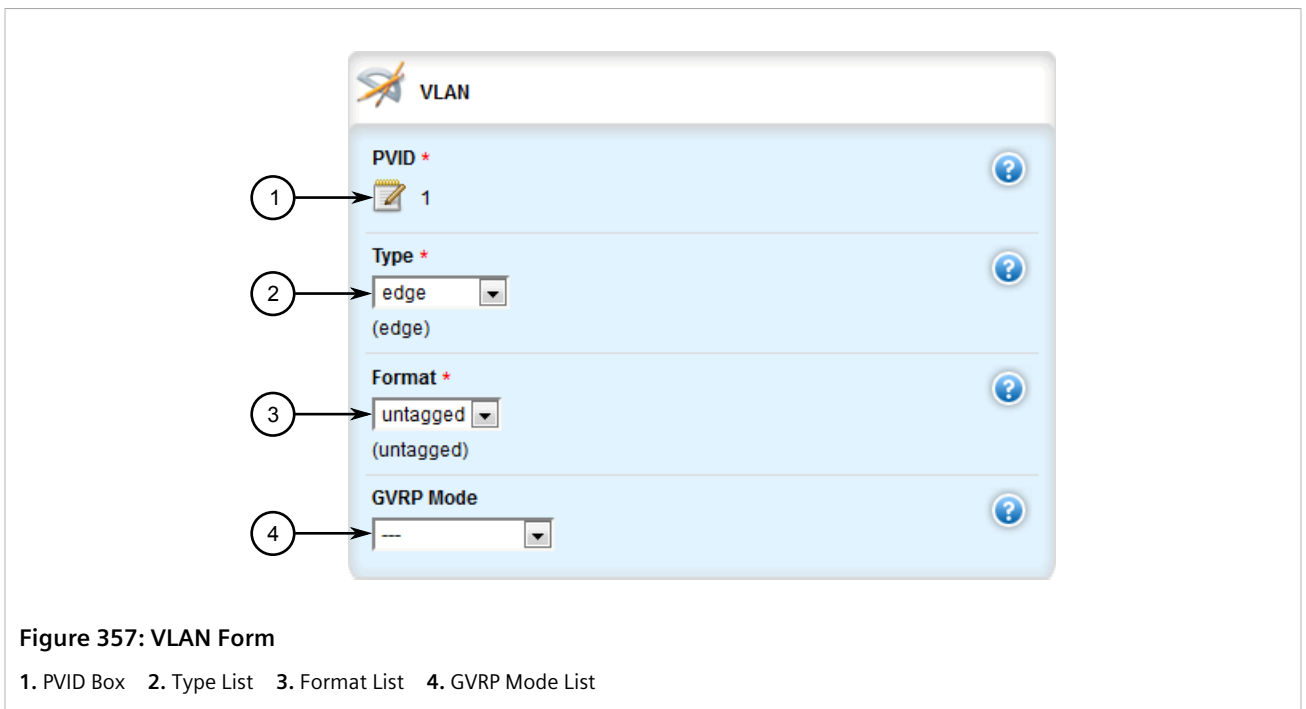 VLAN
PVID *
1
1
?
Type *
2
edge
(edge)
?
Format *
3
untagged
(untagged)
?
GVRP Mode
4
---
?
Figure 357: VLAN Form
1. PVID Box 2. Type List 3. Format List 4. GVRP Mode List